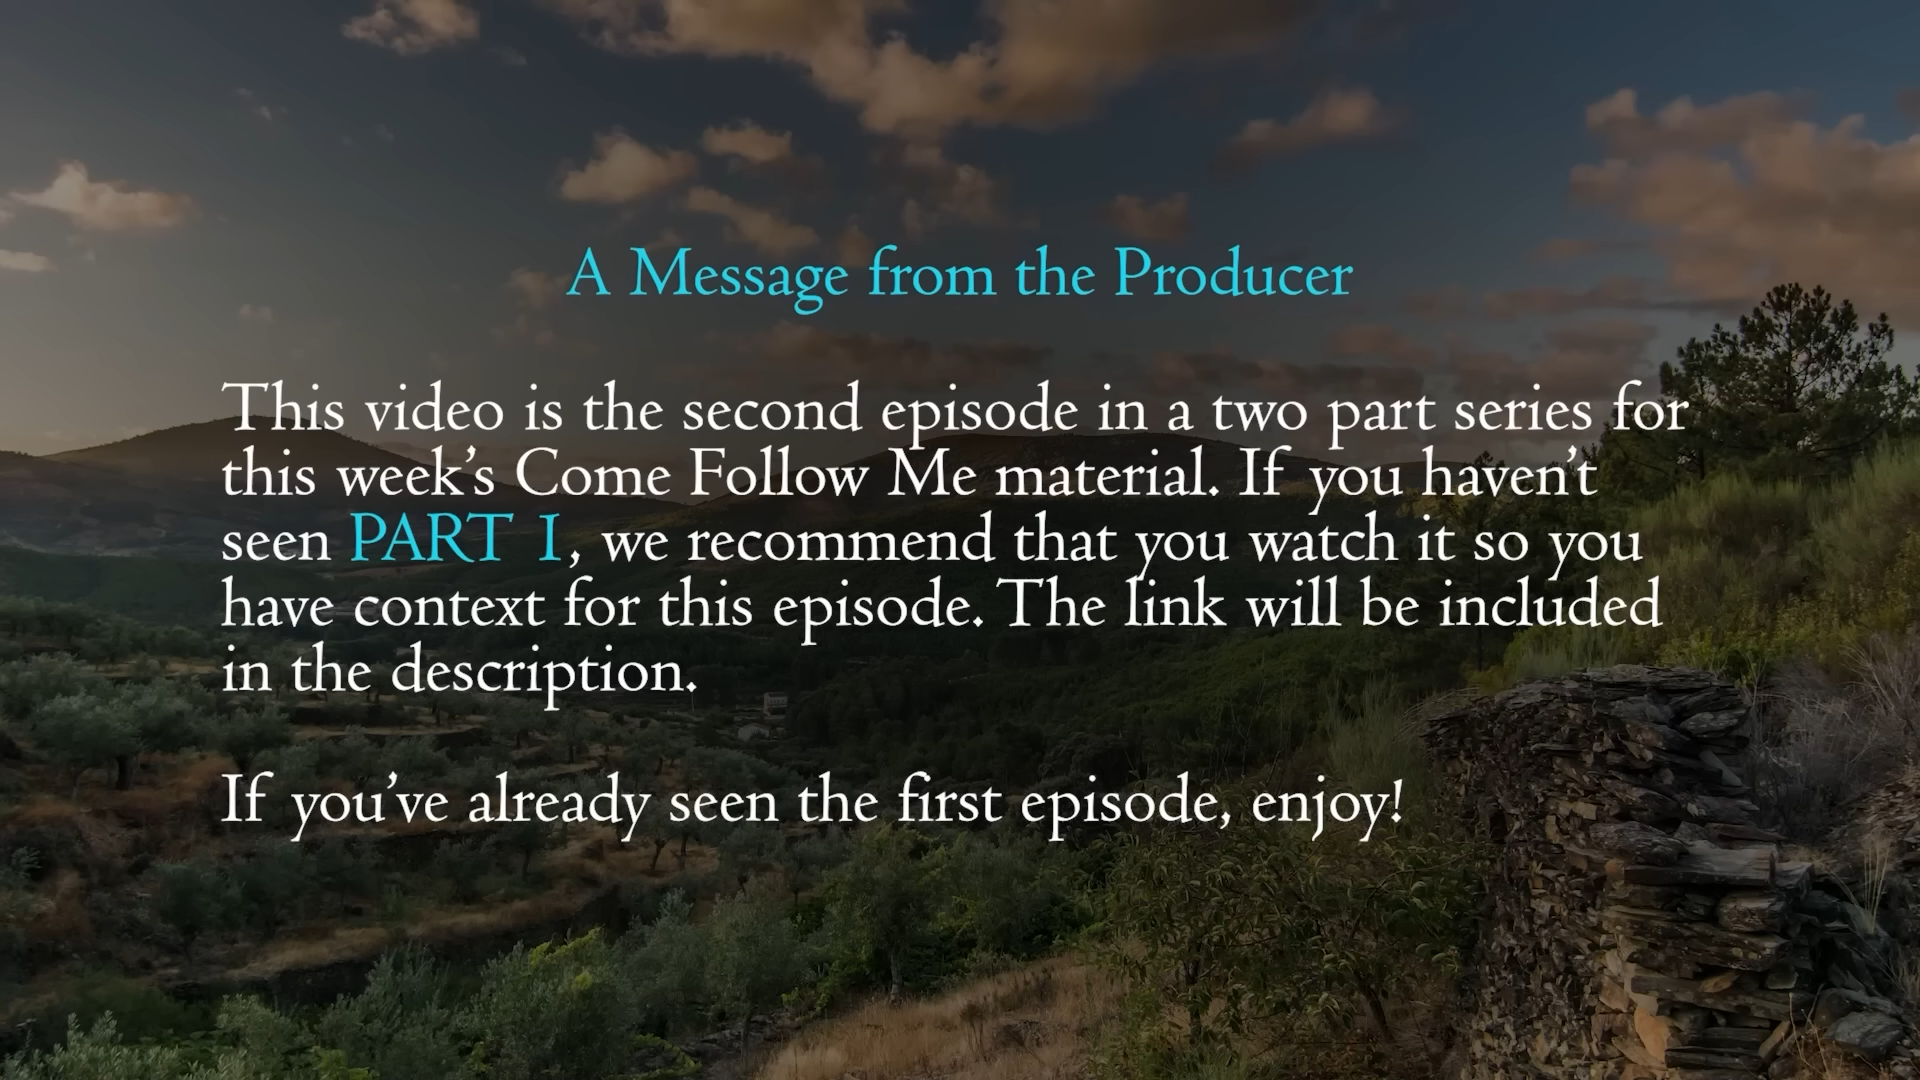 A Message from the Producer
This video is the second episode in a two part series for
this week's Come Follow Me material. If you haven't
seen PART 1, we recommend that you watch it so you
have context for this episode. The link will be included
in the description.
If you've already seen the first episode, enjoy!